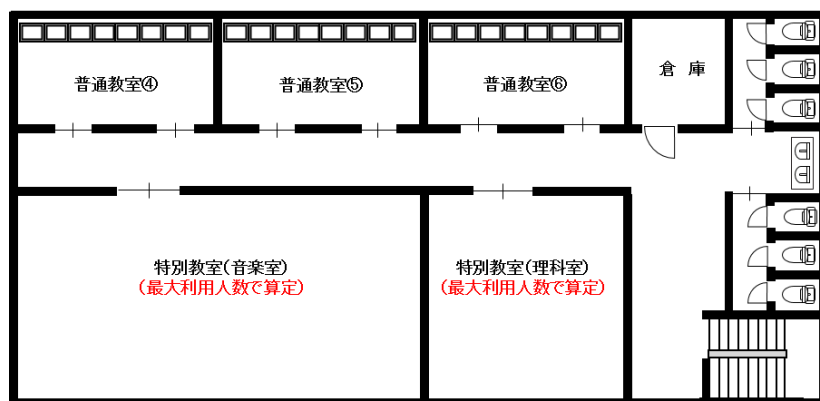 普通教室④
普通教室⑤
普通教室⑥
倉 庫
特別教室(音楽室)
(最大利用人数で算定)
特別教室(理科室)
(最大利用人数で算定)